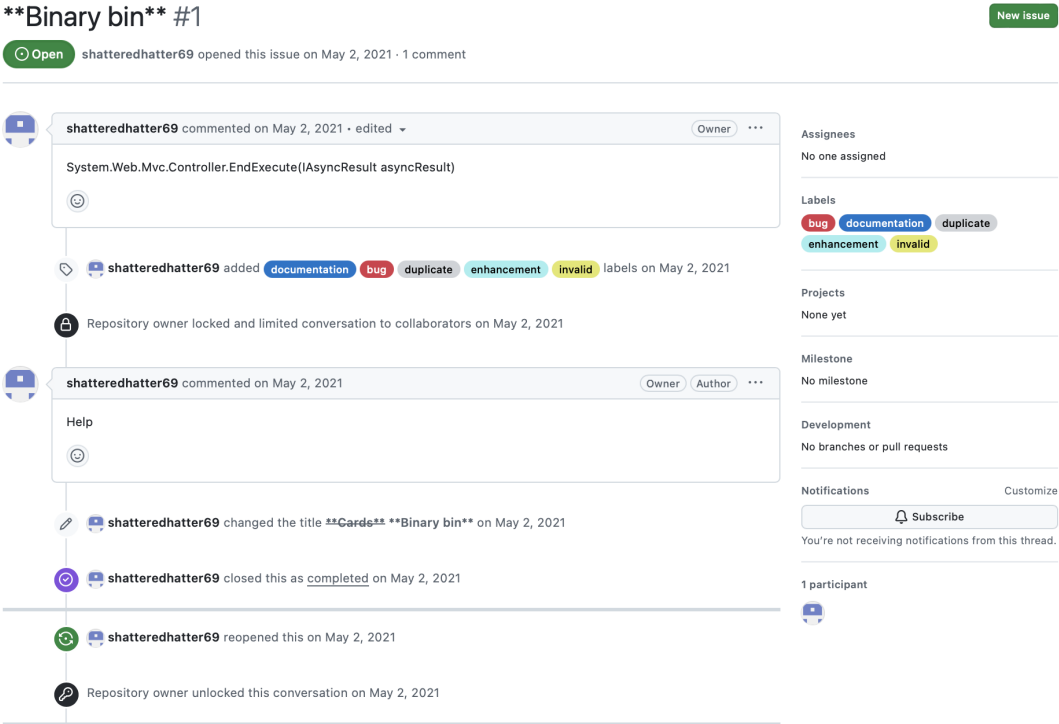 **Binary bin** #1
New issue
Open
shatteredhatter69 opened this issue on May 2, 2021 · 1 comment
shatteredhatter69 commented on May 2, 2021 • edited
Owner
System.Web.Mvc.Controller.EndExecute(IAsyncResult asyncResult)
shatteredhatter69 added documentation bug duplicate enhancement invalid labels on May 2, 2021
Repository owner locked and limited conversation to collaborators on May 2, 2021
shatteredhatter69 commented on May 2, 2021
Owner Author
Help
shatteredhatter69 changed the title **Cards** **Binary bin** on May 2, 2021
shatteredhatter69 closed this as completed on May 2, 2021
shatteredhatter69 reopened this on May 2, 2021
Repository owner unlocked this conversation on May 2, 2021
Assignees
No one assigned
Labels
bug documentation duplicate
enhancement invalid
Projects
None yet
Milestone
No milestone
Development
No branches or pull requests
Notifications
Customize
Subscribe
You're not receiving notifications from this thread.
1 participant